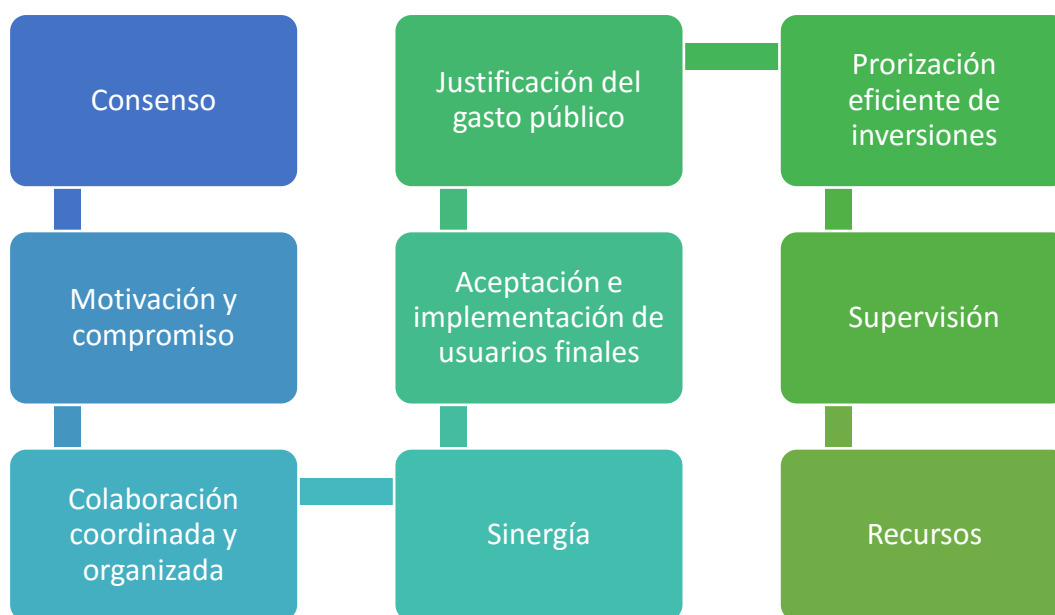 Consenso
Motivación y
compromiso
Colaboración
coordinada y
organizada
Sinergía
Aceptación e
implementación de
usuarios finales
Justificación del
gasto público
Prorización
eficiente de
inversiones
Supervisión
Recursos